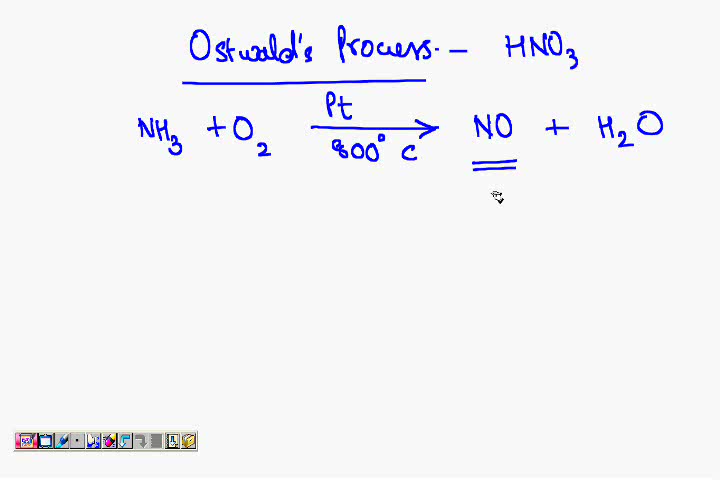 Ostwald's Process. - HNO3
NH3 + O2 Pt 800° C NO + H2O